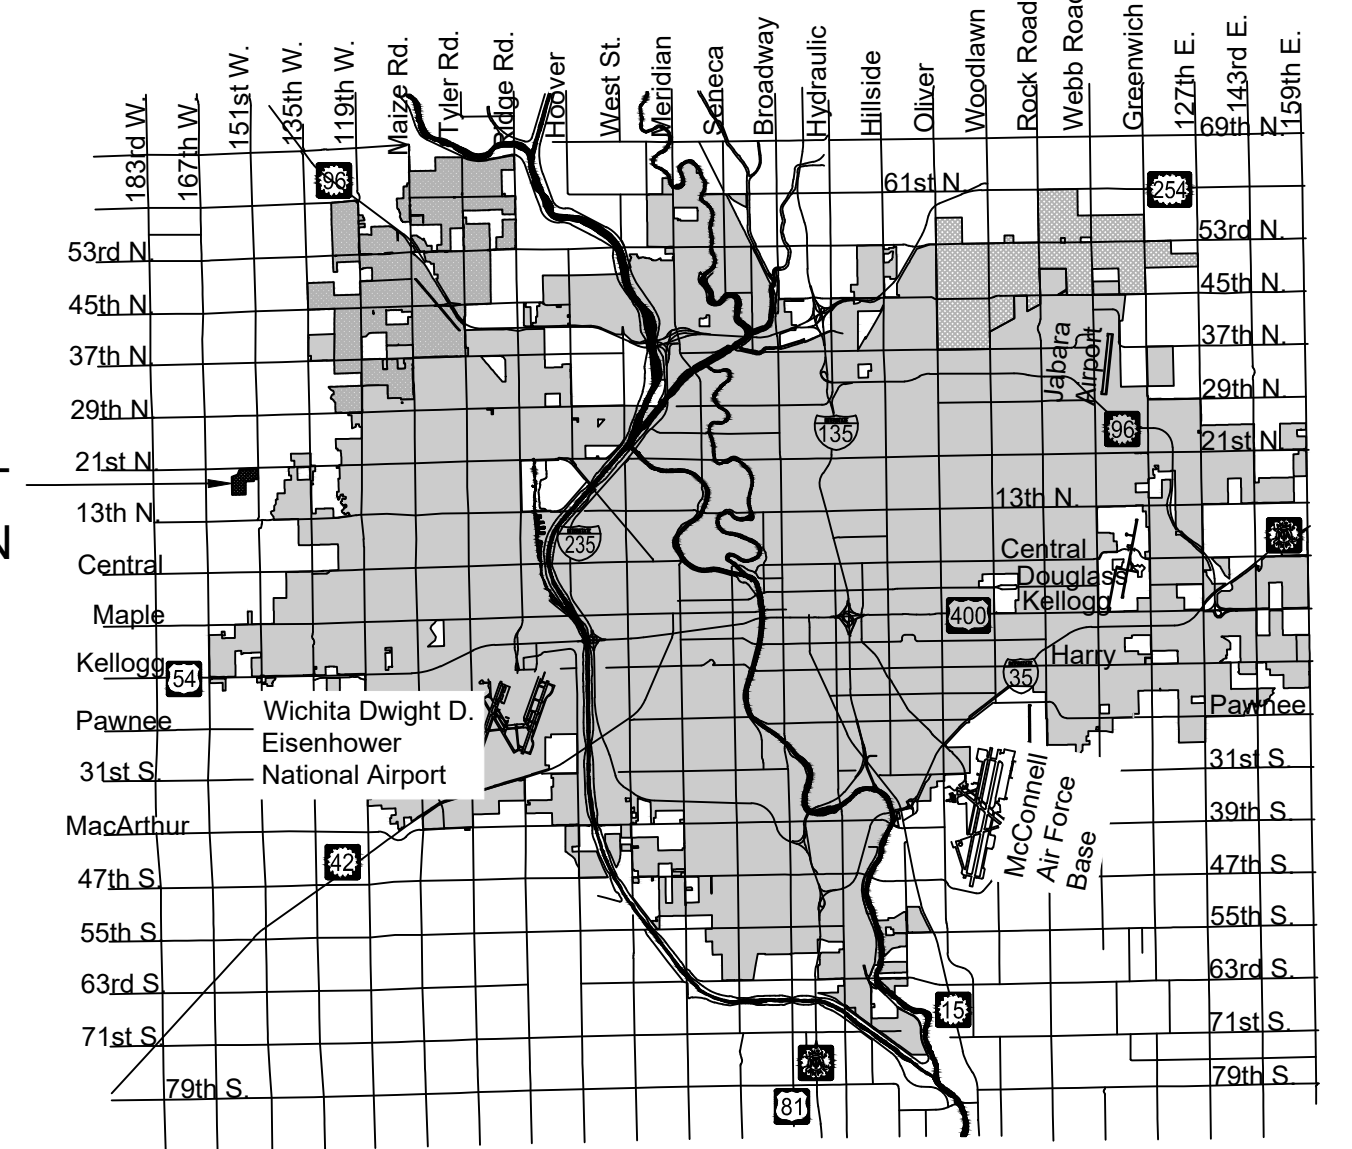 183rd W.
167th W.
151st W.
135th W.
119th W.
Maize Rd.
Tyler Rd.
Ridge Rd.
Hoover
West St.
Meridian
Seneca
Broadway
Hydraulic
Hillside
Oliver
Woodlawn
Rock Road
Webb Road
Greenwich
127th E.
143rd E.
159th E.
69th N.
96
61st N.
254
53rd N.
53rd N.
45th N.
45th N.
37th N.
37th N.
Jabara
Airport
29th N.
29th N.
135
96
21st N.
21st N.
13th N.
13th N.
N
235
Central
Central
Douglass
Kellogg
Maple
400
Harry
Kellogg
54
35
Pawnee
Pawnee
Wichita Dwight D.
Eisenhower
National Airport
31st S.
31st S.
McConnell
Air Force
Base
MacArthur
39th S.
42
47th S.
47th S.
55th S.
55th S.
63rd S.
63rd S.
15
71st S.
71st S.
79th S.
79th S.
81